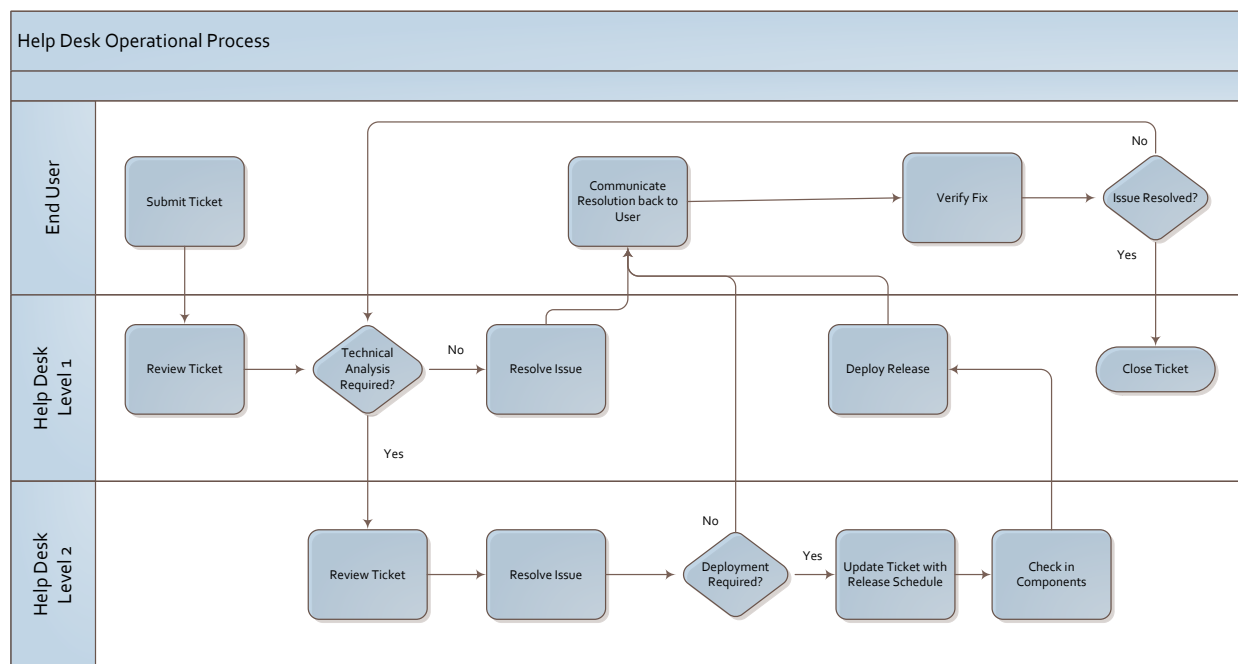 Help Desk Operational Process
End User
Submit Ticket
Communicate
Resolution back to
User
Verify Fix
Issue Resolved?
No
Yes
Help Desk
Level 1
Review Ticket
Technical
Analysis
Required?
No
Resolve Issue
Deploy Release
Close Ticket
Yes
Help Desk
Level 2
Review Ticket
Resolve Issue
No
Deployment
Required?
Yes
Update Ticket with
Release Schedule
Check in
Components